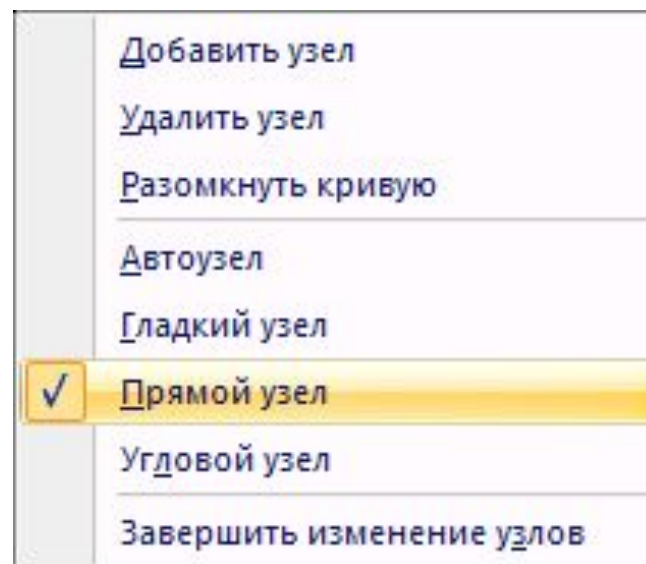 Добавить узел
Удалить узел
Разомкнуть кривую
Автоузел
Гладкий узел
Прямой узел
Угловой узел
Завершить изменение узлов